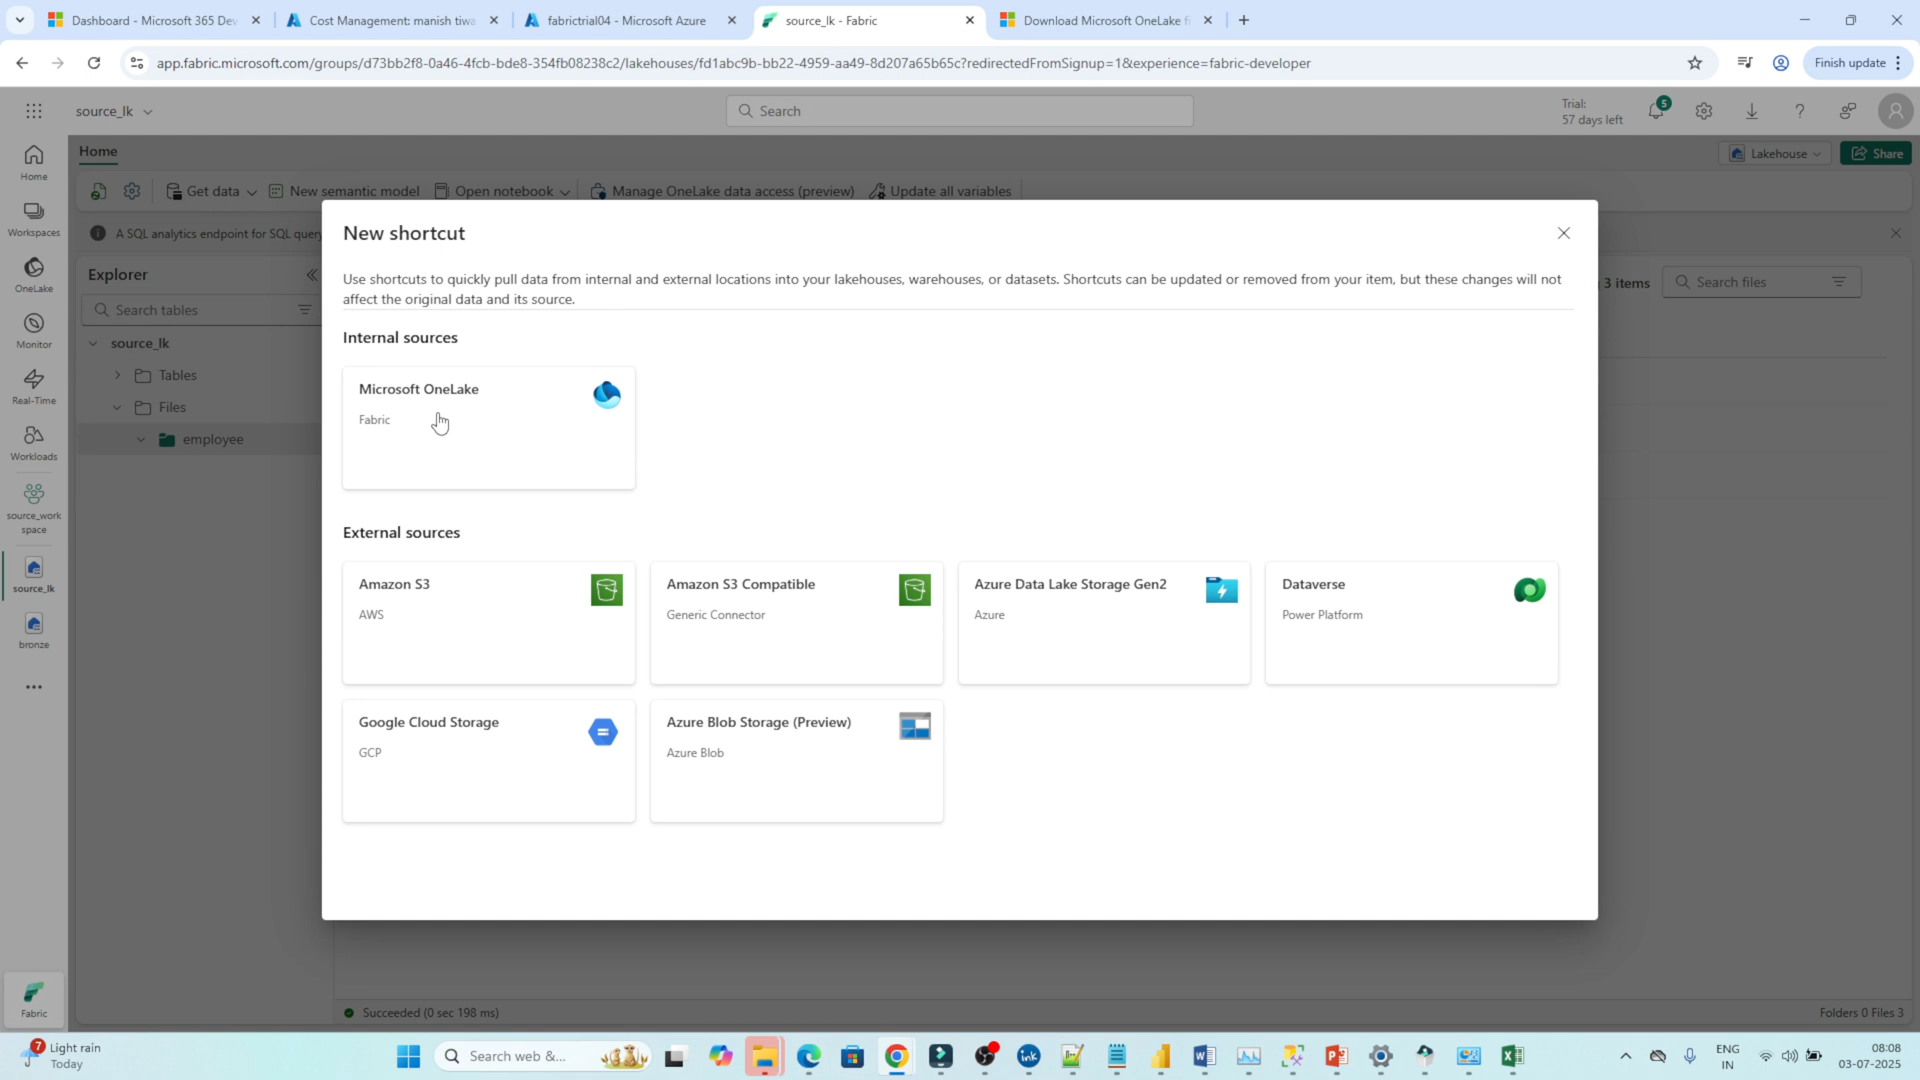 Dashboard - Microsoft 365 Dev
Cost Management: manish tiwa
fabrictrial04 - Microsoft Azure
source_lk - Fabric
Download Microsoft OneLake f
app.fabric.microsoft.com/groups/d73bb2f8-0a46-4fcb-bde8-354fb08238c2/lakehouses/fd1abc9b-bb22-4959-aa49-8d207a65b65c?redirectedFromSignup=1&experience=fabric-developer
Finish update
source_lk
Search
Trial:
57 days left
5
Home
Home
Lakehouse
Share
Get data
New semantic model
Open notebook
Manage OneLake data access (preview)
Update all variables
Workspaces
A SQL analytics endpoint for SQL query
OneLake
Explorer
3 items
Search files
Search tables
Monitor
source_lk
Tables
Real-Time
Files
employee
Workloads
source_work
space
source_lk
bronze
New shortcut
Use shortcuts to quickly pull data from internal and external locations into your lakehouses, warehouses, or datasets. Shortcuts can be updated or removed from your item, but these changes will not
affect the original data and its source.
Internal sources
Microsoft OneLake
Fabric
External sources
Amazon S3
AWS
Amazon S3 Compatible
Generic Connector
Azure Data Lake Storage Gen2
Azure
Dataverse
Power Platform
Google Cloud Storage
GCP
Azure Blob Storage (Preview)
Azure Blob
Fabric
Succeeded (0 sec 198 ms)
Folders 0 Files 3
7
Light rain
Today
Search web &...
ink
ENG
IN
08:08
03-07-2025